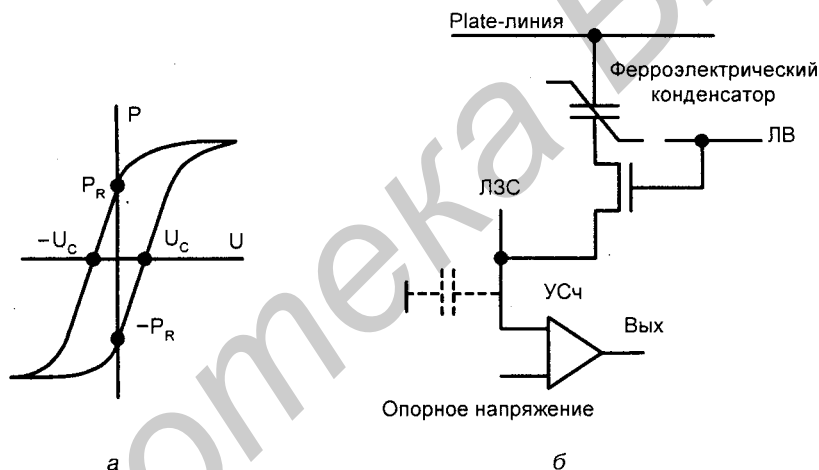 Plate-линия
Ферроэлектрический
конденсатор
P
ЛВ
P_R
ЛЗС
–U_C
U_C
U
УСч
Вых
–P_R
Опорное напряжение
а
б